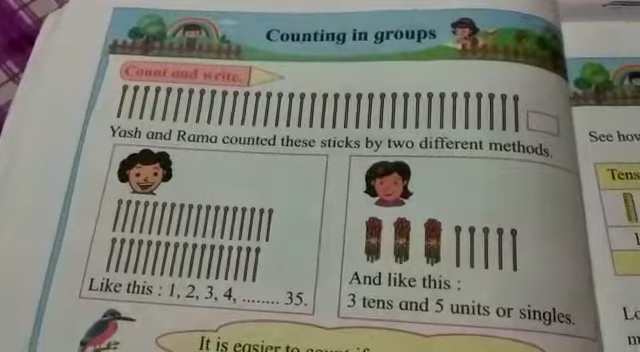 Counting in groups
Count and write.
Yash and Rama counted these sticks by two different methods.
Like this : 1, 2, 3, 4, ........ 35.
And like this :
3 tens and 5 units or singles.
It is easier to
See how
Tens